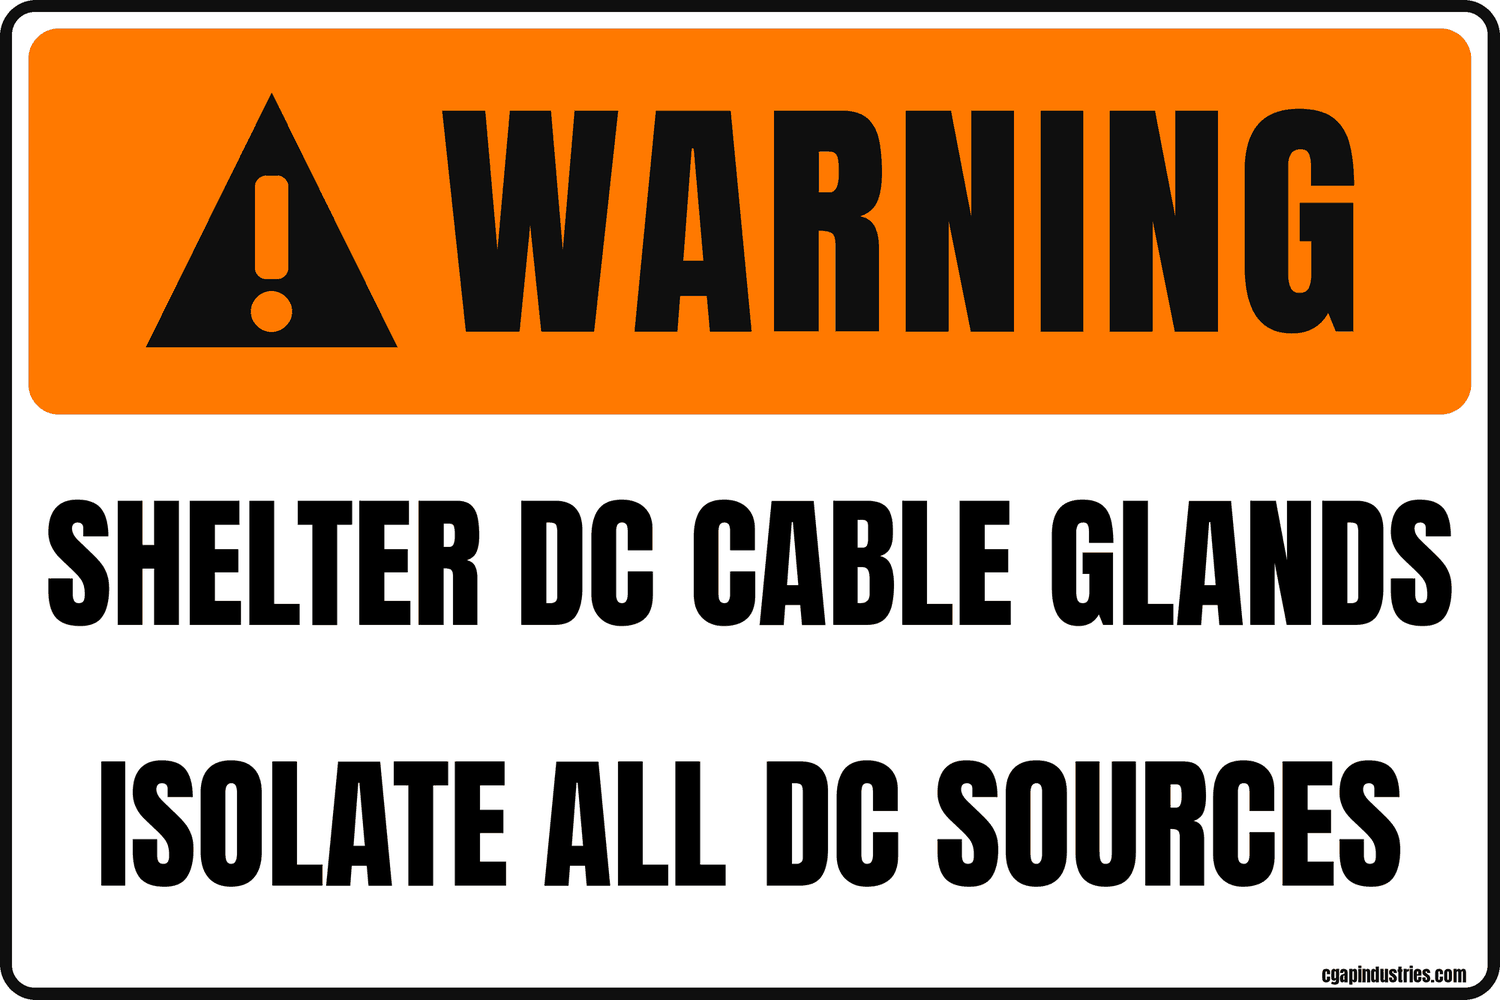 WARNING
SHELTER DC CABLE GLANDS
ISOLATE ALL DC SOURCES
cgapindustries.com